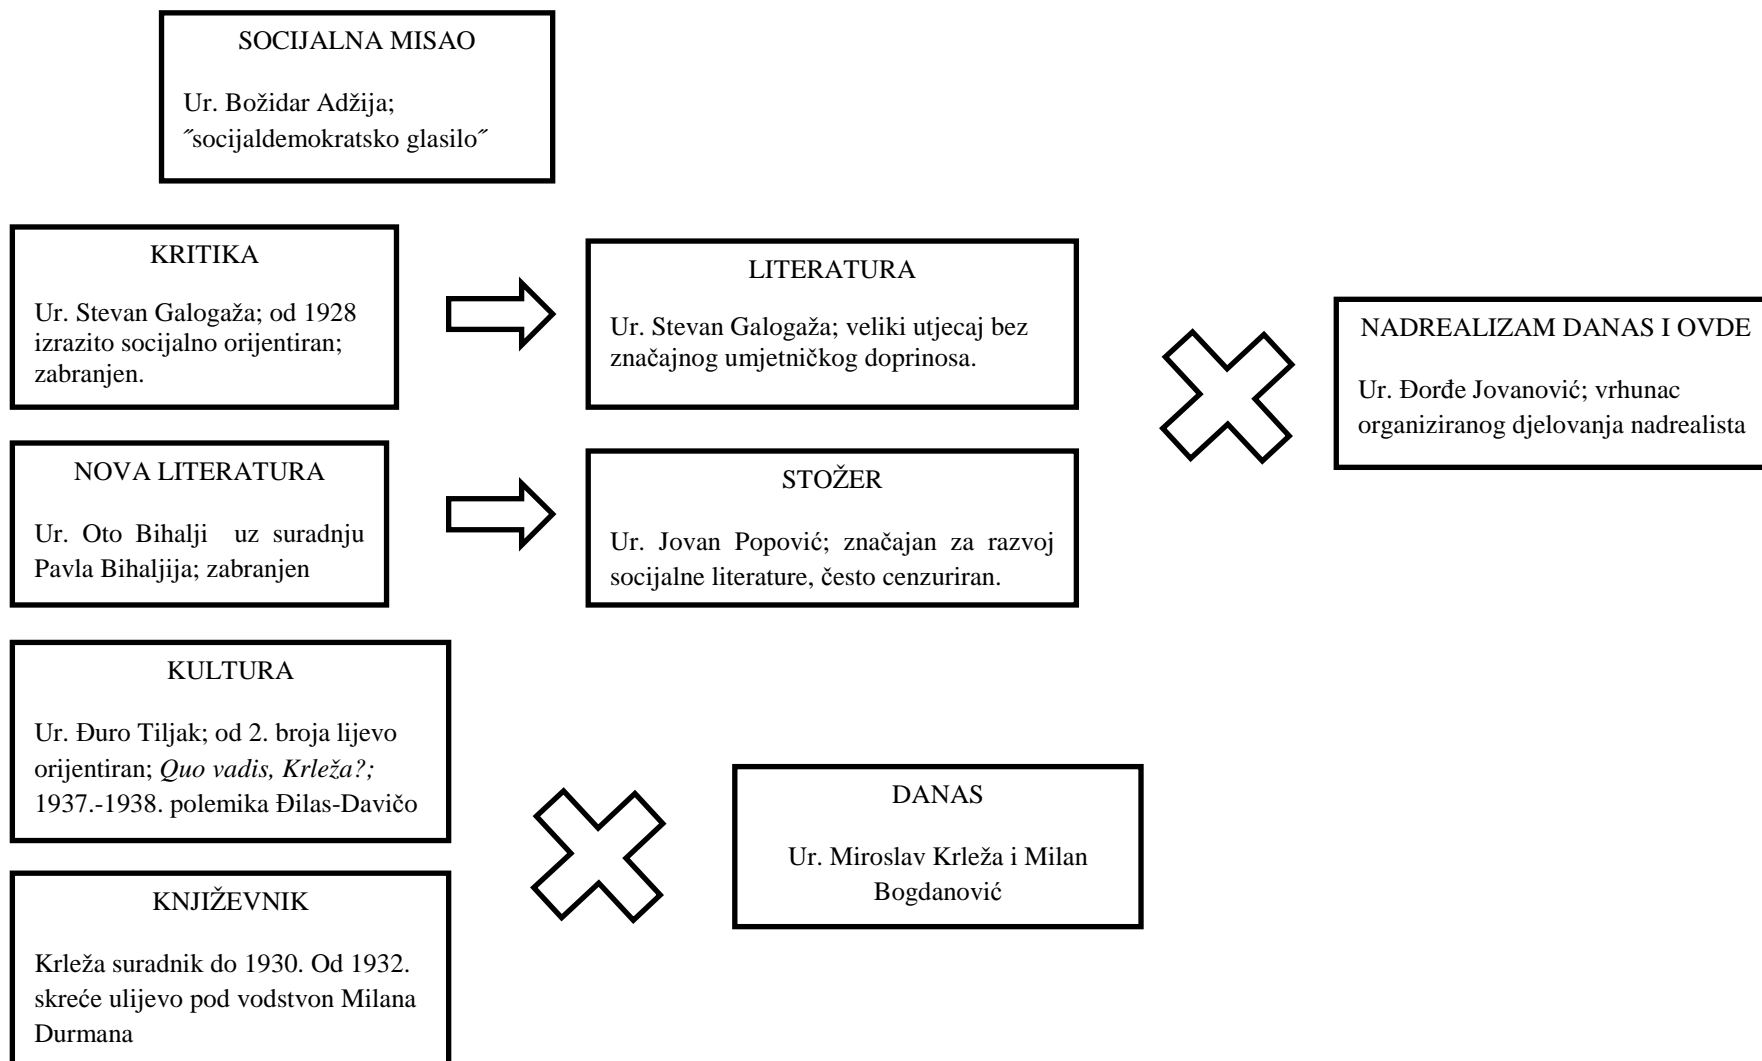 SOCIJALNA MISAO
Ur. Božidar Adžija;
˝socijaldemokratsko glasilo˝
KRITIKA
Ur. Stevan Galogaža; od 1928
izrazito socijalno orijentiran;
zabranjen.
LITERATURA
Ur. Stevan Galogaža; veliki utjecaj bez
značajnog umjetničkog doprinosa.
NADREALIZAM DANAS I OVDE
Ur. Đorđe Jovanović; vrhunac
organiziranog djelovanja nadrealista
NOVA LITERATURA
Ur. Oto Bihalji uz suradnju
Pavla Bihaljija; zabranjen
STOŽER
Ur. Jovan Popović; značajan za razvoj
socijalne literature, često cenzuriran.
KULTURA
Ur. Đuro Tiljak; od 2. broja lijevo
orijentiran; Quo vadis, Krleža?;
1937.-1938. polemika Đilas-Davičo
DANAS
Ur. Miroslav Krleža i Milan
Bogdanović
KNJIŽEVNIK
Krleža suradnik do 1930. Od 1932.
skreće ulijevo pod vodstvon Milana
Durmana